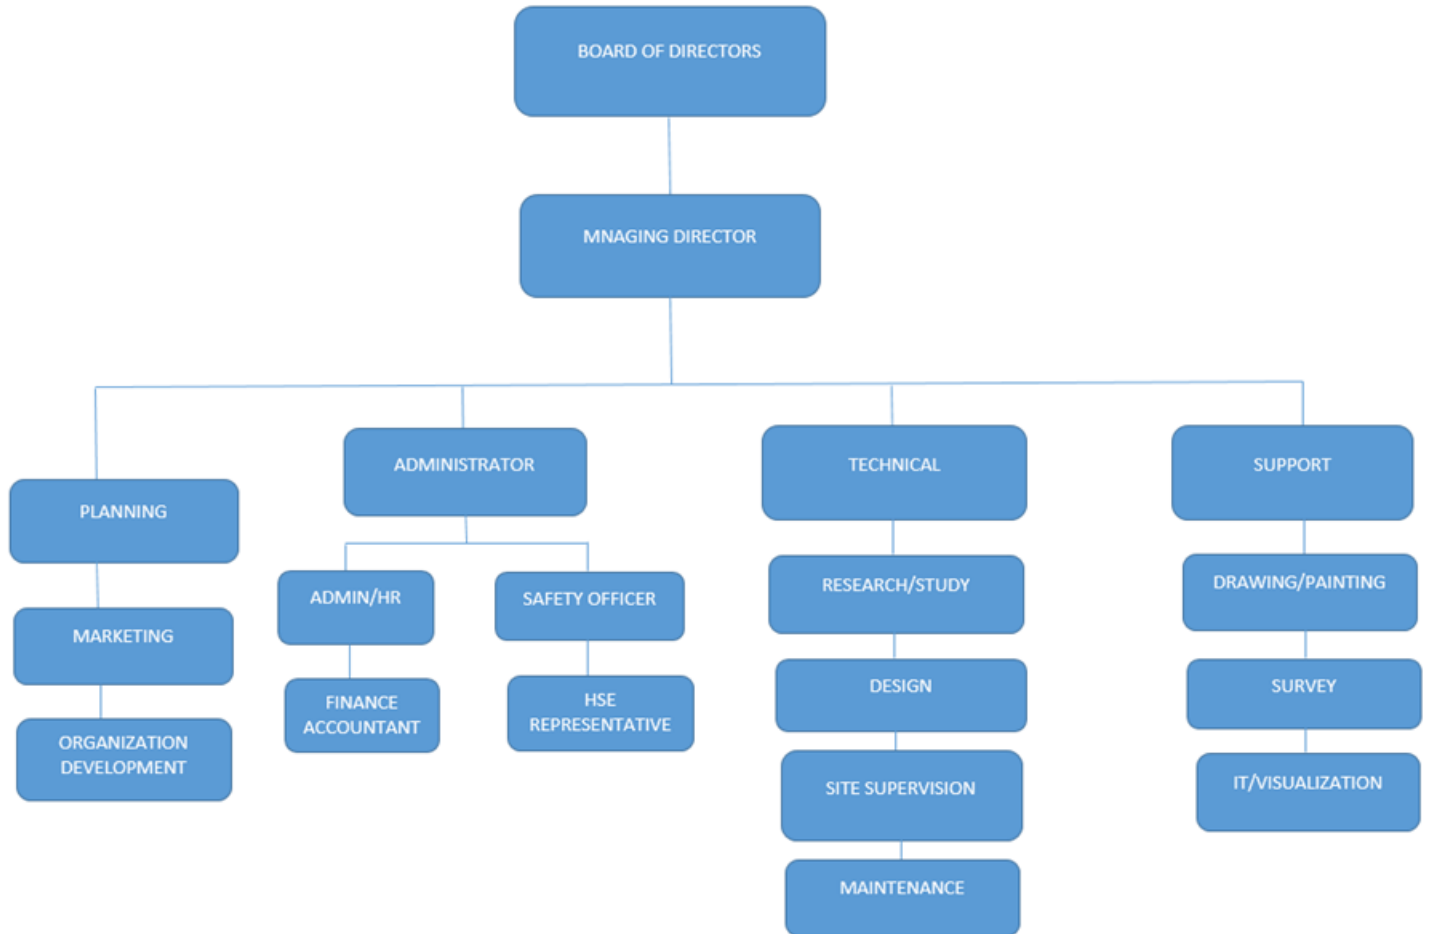 BOARD OF DIRECTORS
MNAGING DIRECTOR
PLANNING
MARKETING
ORGANIZATION
DEVELOPMENT
ADMINISTRATOR
ADMIN/HR
FINANCE
ACCOUNTANT
SAFETY OFFICER
HSE
REPRESENTATIVE
TECHNICAL
RESEARCH/STUDY
DESIGN
SITE SUPERVISION
MAINTENANCE
SUPPORT
DRAWING/PAINTING
SURVEY
IT/VISUALIZATION